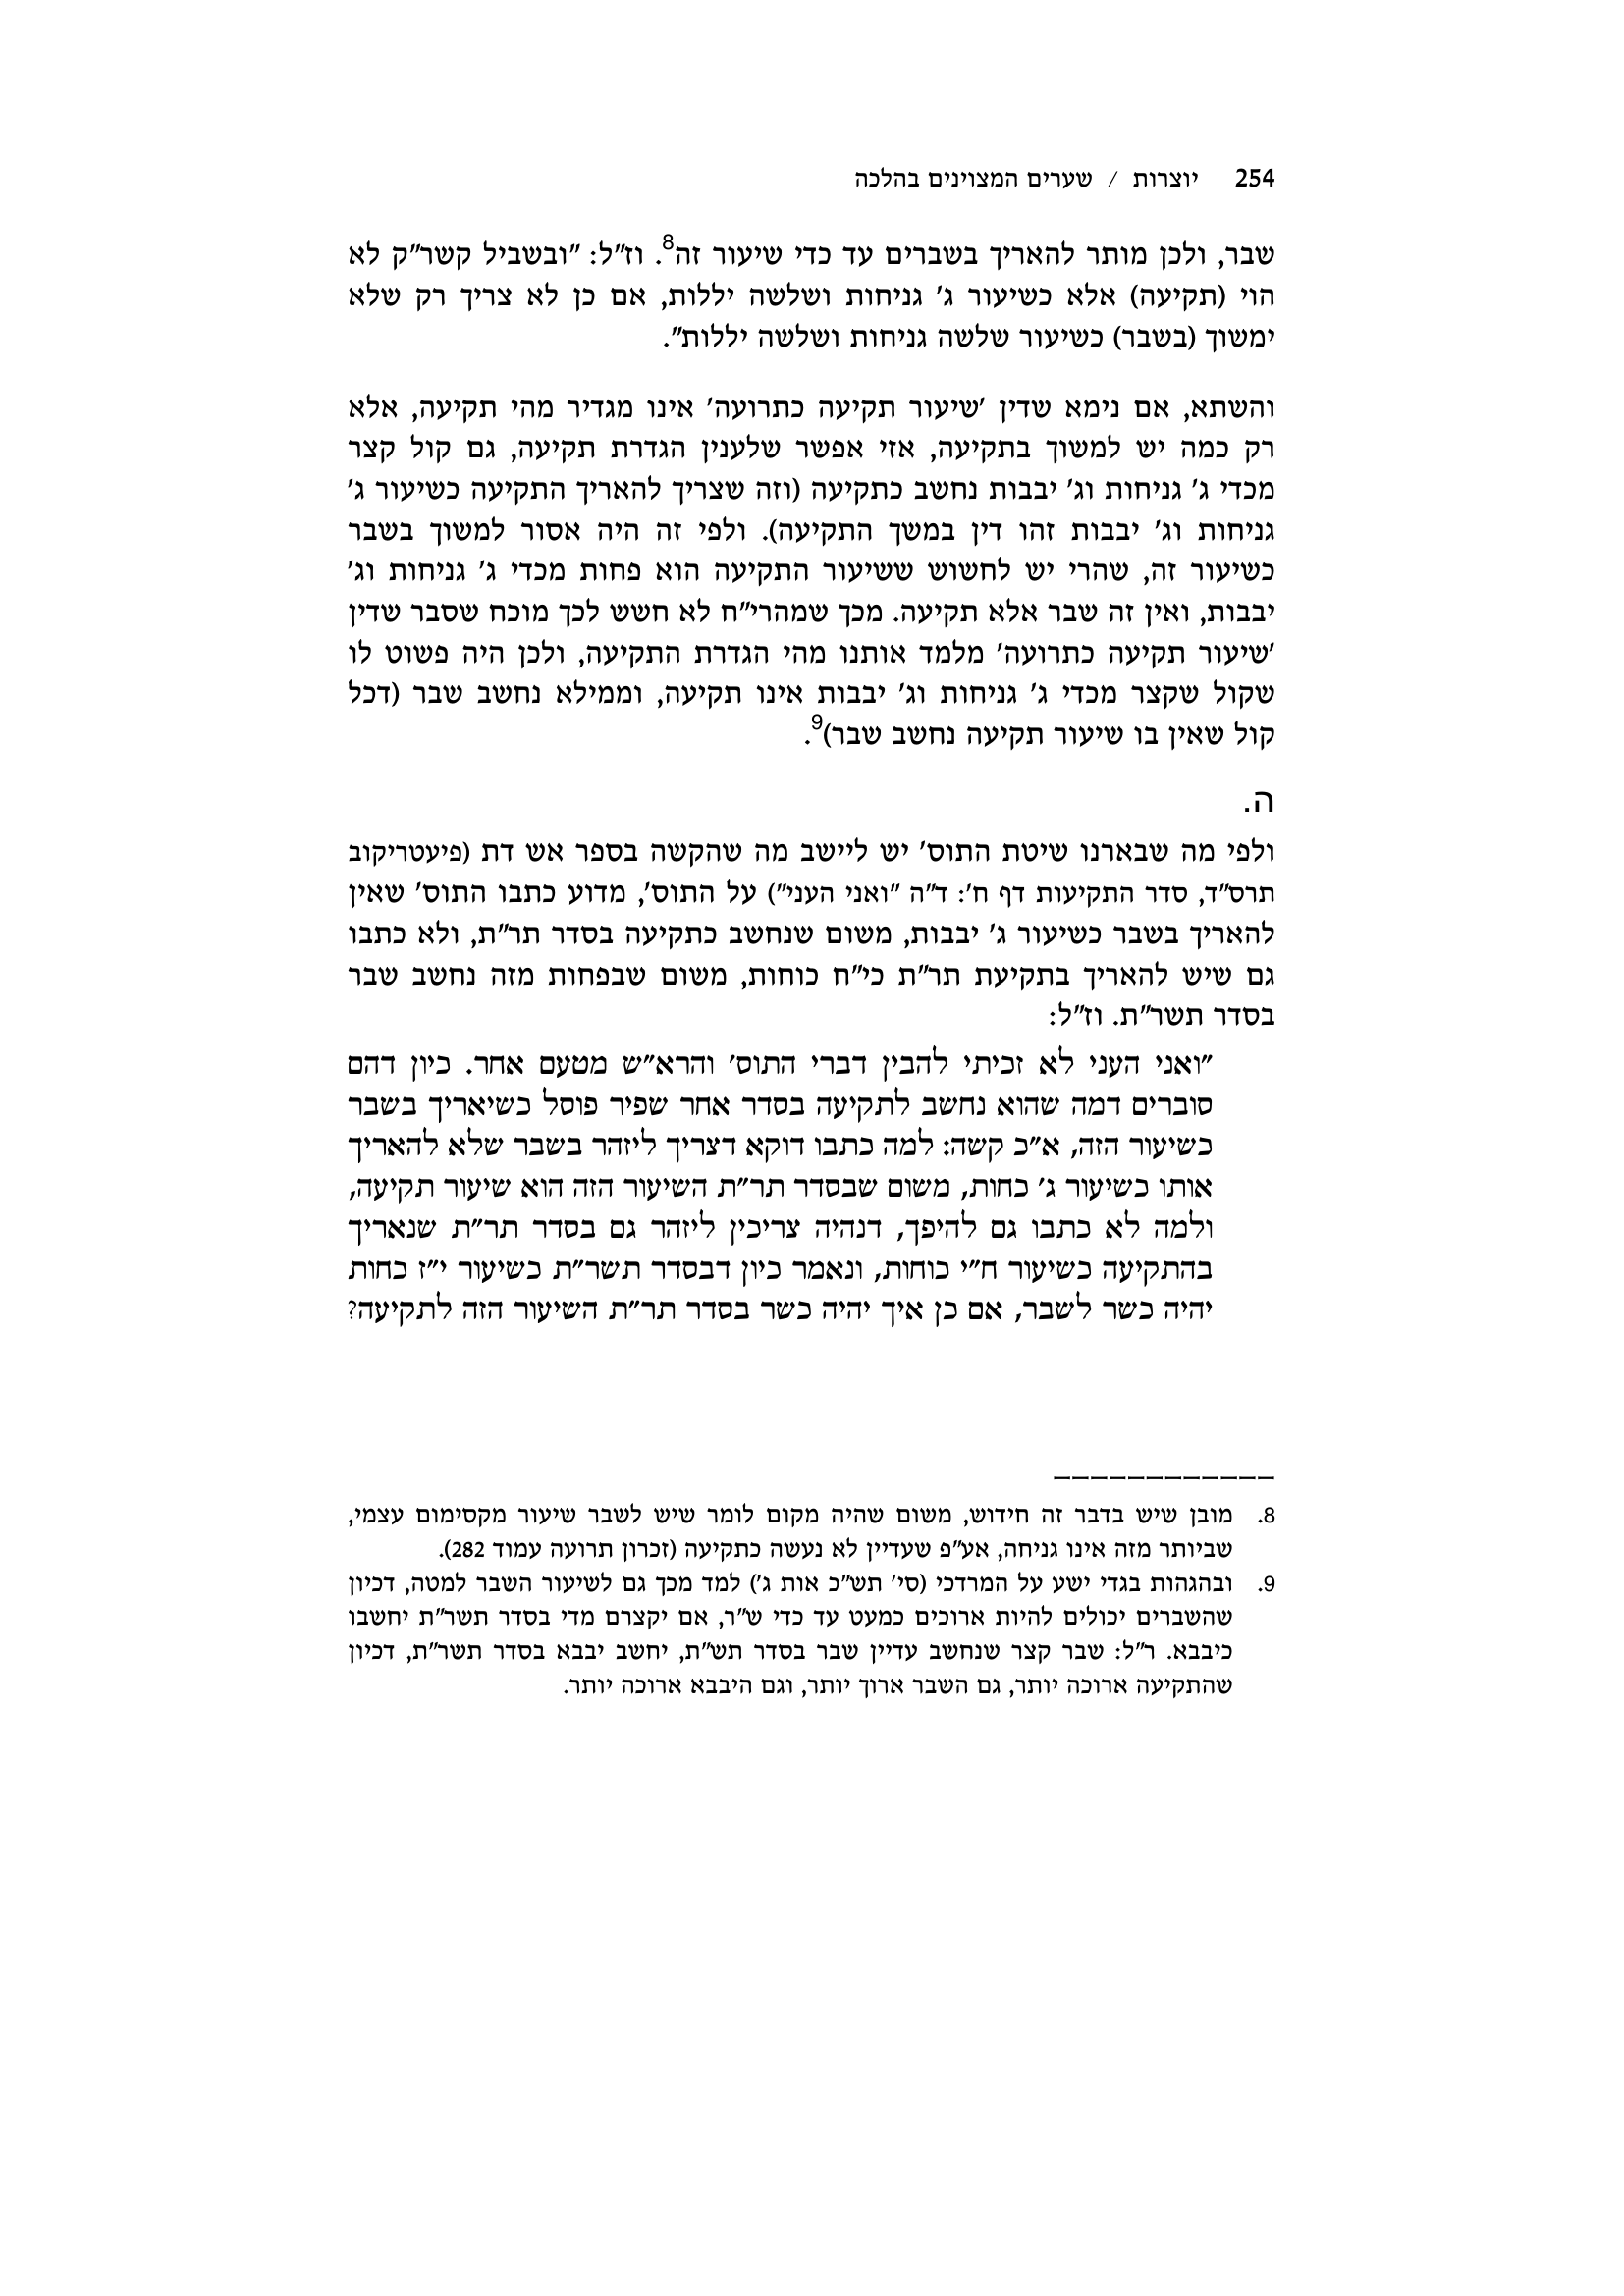 254 יוצרות / שערים המצוינים בהלכה
שבר, ולכן מותר להאריך בשברים עד כדי שיעור זה8. וז"ל: "ובשביל קשר"ק לא
הוי (תקיעה) אלא כשיעור ג' גניחות ושלשה יללות, אם כן לא צריך רק שלא
ימשוך (בשבר) כשיעור שלשה גניחות ושלשה יללות".
והשתא, אם נימא שדין 'שיעור תקיעה כתרועה' אינו מגדיר מהי תקיעה, אלא
רק כמה יש למשוך בתקיעה, אזי אפשר שלענין הגדרת תקיעה, גם קול קצר
מכדי ג' גניחות וג' יבבות נחשב כתקיעה (וזה שצריך להאריך התקיעה כשיעור ג'
גניחות וג' יבבות זהו דין במשך התקיעה). ולפי זה היה אסור למשוך בשבר
כשיעור זה, שהרי יש לחשוש ששיעור התקיעה הוא פחות מכדי ג' גניחות וג'
יבבות, ואין זה שבר אלא תקיעה. מכך שמהרי"ח לא חשש לכך מוכח שסבר שדין
'שיעור תקיעה כתרועה' מלמד אותנו מהי הגדרת התקיעה, ולכן היה פשוט לו
שקול שקצר מכדי ג' גניחות וג' יבבות אינו תקיעה, וממילא נחשב שבר (דכל
קול שאין בו שיעור תקיעה נחשב שבר)9.
ה.
ולפי מה שבארנו שיטת התוס' יש ליישב מה שהקשה בספר אש דת (פיעטריקוב
תרס"ד, סדר התקיעות דף ח': ד"ה "ואני העני") על התוס', מדוע כתבו התוס' שאין
להאריך בשבר כשיעור ג' יבבות, משום שנחשב כתקיעה בסדר תר"ת, ולא כתבו
גם שיש להאריך בתקיעת תר"ת כי"ח כוחות, משום שבפחות מזה נחשב שבר
בסדר תשר"ת. וז"ל:
"ואני העני לא זכיתי להבין דברי התוס' והרא"ש מטעם אחר. כיון דהם
סוברים דמה שהוא נחשב לתקיעה בסדר אחר שפיר פוסל כשיאריך בשבר
כשיעור הזה, א"כ קשה: למה כתבו דוקא דצריך ליזהר בשבר שלא להאריך
אותו כשיעור ג' כחות, משום שבסדר תר"ת השיעור הזה הוא שיעור תקיעה,
ולמה לא כתבו גם להיפך, דנהיה צריכין ליזהר גם בסדר תר"ת שנאריך
בהתקיעה כשיעור ח"י כוחות, ונאמר כיון דבסדר תשר"ת כשיעור י"ז כחות
יהיה כשר לשבר, אם כן איך יהיה כשר בסדר תר"ת השיעור הזה לתקיעה?
8. מובן שיש בדבר זה חידוש, משום שהיה מקום לומר שיש לשבר שיעור מקסימום עצמי,
שביותר מזה אינו גניחה, אע"פ שעדיין לא נעשה כתקיעה (זכרון תרועה עמוד 282).
9. ובהגהות בגדי ישע על המרדכי (סי' תש"כ אות ג') למד מכך גם לשיעור השבר למטה, דכיון
שהשברים יכולים להיות ארוכים כמעט עד כדי ש"ר, אם יקצרם מדי בסדר תשר"ת יחשבו
כיבבא. ר"ל: שבר קצר שנחשב עדיין שבר בסדר תש"ת, יחשב יבבא בסדר תשר"ת, דכיון
שהתקיעה ארוכה יותר, גם השבר ארוך יותר, וגם היבבא ארוכה יותר.